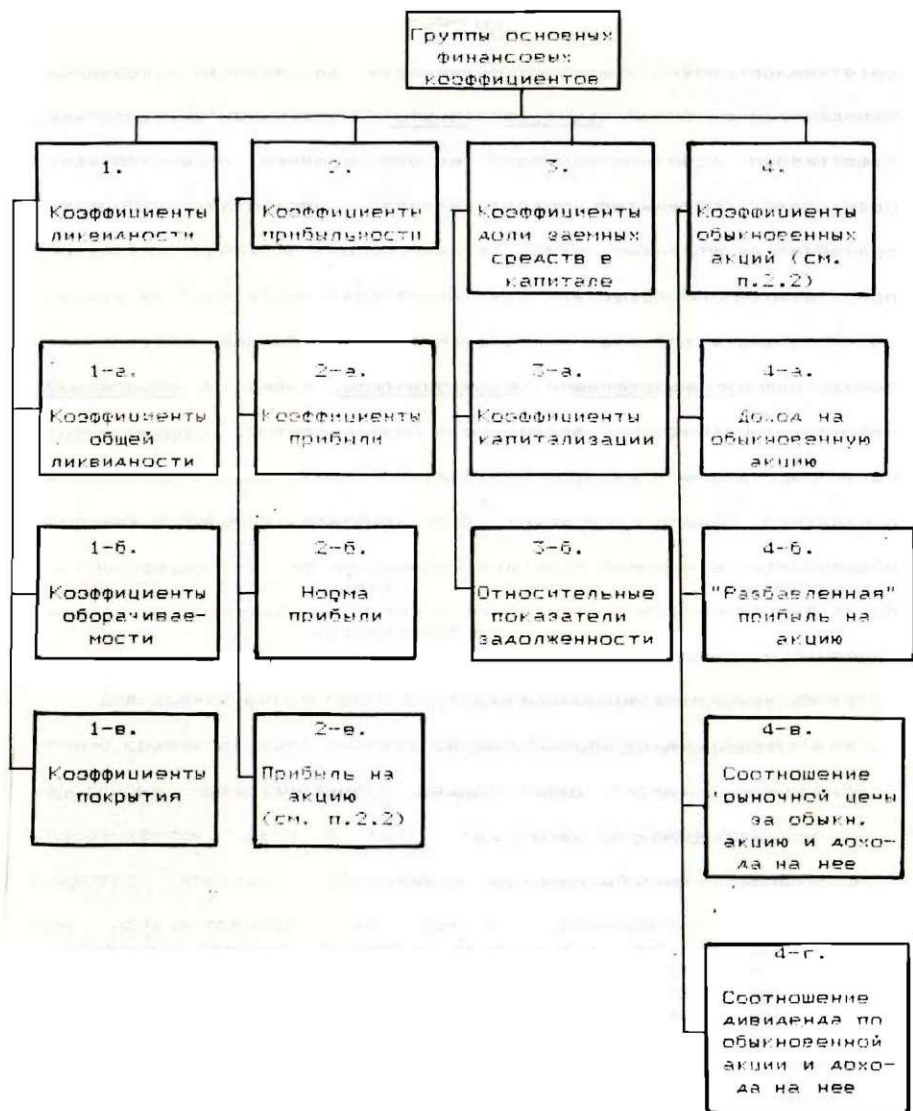 Группы основных
финансовых
коэффициентов
1.
Коэффициенты
ликвидности
2.
Коэффициенты
прибыльности
3.
Коэффициенты
доли заемных
средств в
капитале
4.
Коэффициенты
обыкновенных
акций (см.
п.2.2)
1-а.
Коэффициенты
общей
ликвидности
2-а.
Коэффициенты
прибыли
3-а.
Коэффициенты
капитализации
4-а.
Доход на
обыкновенную
акцию
1-б.
Коэффициенты
оборачивае-
мости
2-б.
Норма
прибыли
3-б.
Относительные
показатели
задолженности
4-б.
"Разбавленная"
прибыль на
акцию
1-в.
Коэффициенты
покрытия
2-в.
Прибыль на
акцию
(см. п.2.2)
4-в.
Соотношение
рыночной цены
за обыкн.
акцию и дохо-
да на нее
4-г.
Соотношение
дивиденда по
обыкновенной
акции и дохо-
да на нее